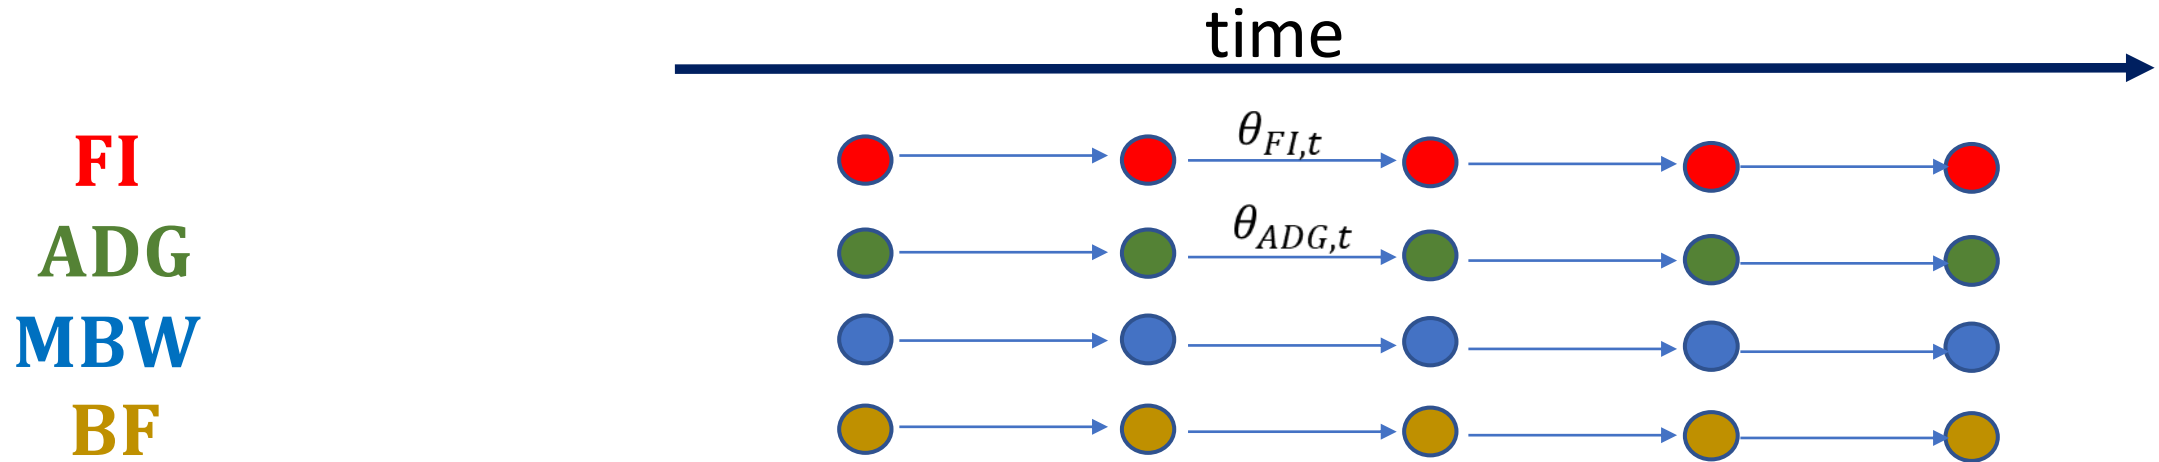 time
FI
θ_{FI,t}
ADG
θ_{ADG,t}
MBW
BF